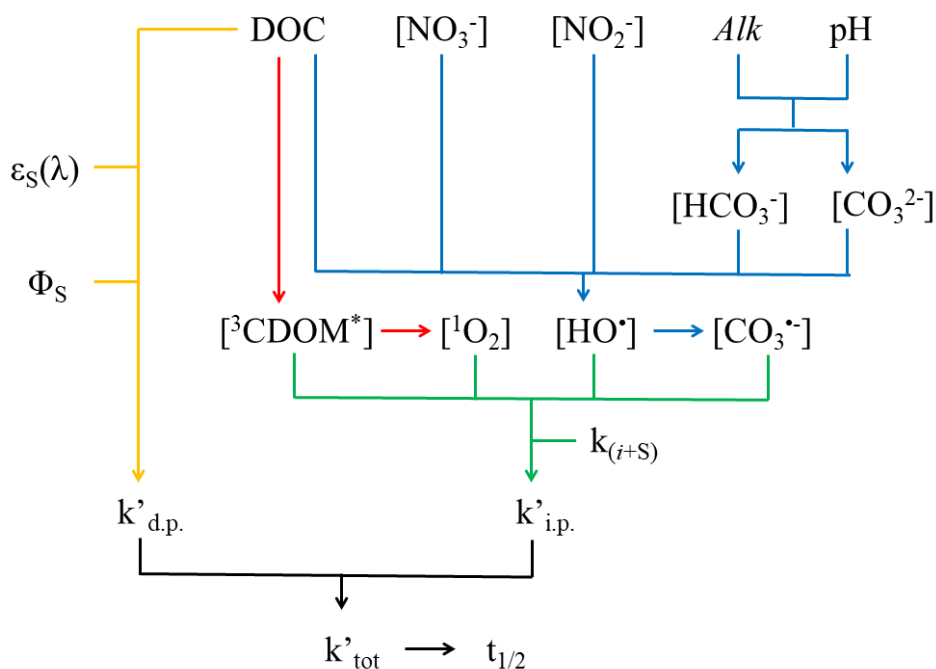 DOC [NO₃⁻] [NO₂⁻] Alk pH
εS(λ)
[HCO₃⁻] [CO₃²⁻]
ΦS
[³CDOM*] [¹O₂] [HO•] [CO₃•⁻]
k(i+S)
k’d.p. k’i.p.
k’tot t1/2